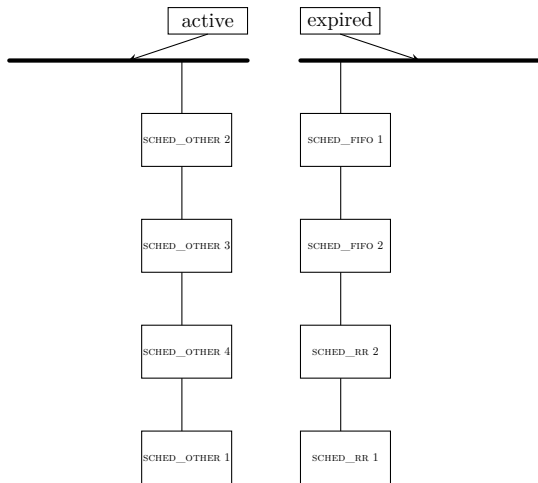 active
expired
SCHED_OTHER 2
SCHED_FIFO 1
SCHED_OTHER 3
SCHED_FIFO 2
SCHED_OTHER 4
SCHED_RR 2
SCHED_OTHER 1
SCHED_RR 1